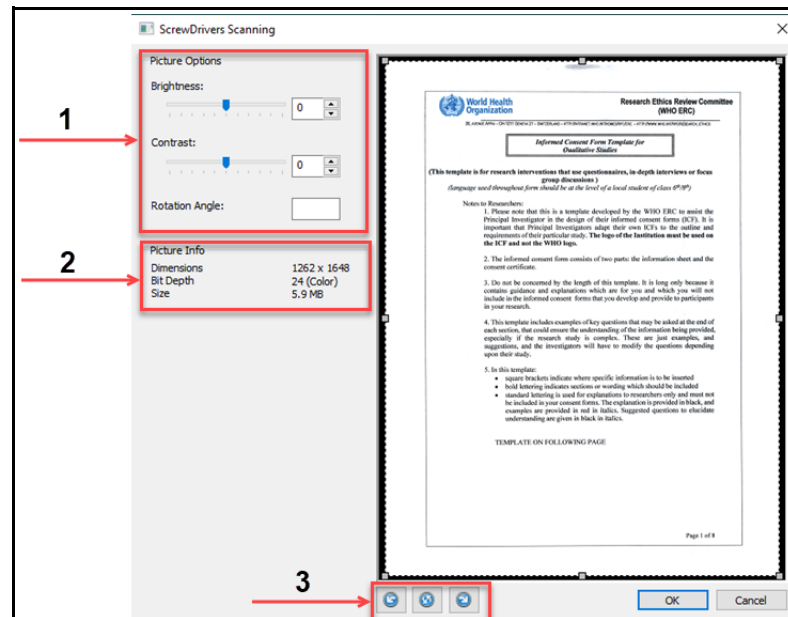 ScrewDrivers Scanning
Picture Options
Brightness:
0
1
Contrast:
0
Rotation Angle:
2
Picture Info
Dimensions 1262 x 1648
Bit Depth 24 (Color)
Size 5.9 MB
World Health
Organization
Research Ethics Review Committee
(WHO ERC)
Informed Consent Form Template for
Qualitative Studies
(This template is for research interventions that use questionnaires, in-depth interviews or focus
group discussions )
(language used throughout form should be at the level of a local student of class 6th/8th)
Notes to Researchers:
1. Please note that this is a template developed by the WHO ERC to assist the
Principal Investigator in the design of their informed consent forms (ICF). It is
important that Principal Investigators adapt their own ICFs to the outline and
requirements of their particular study. The logo of the Institution must be used on
the ICF and not the WHO logo.
2. The informed consent form consists of two parts: the information sheet and the
consent certificate.
3. Do not be concerned by the length of this template. It is long only because it
contains guidance and explanations which are for you and which you will not
include in the informed consent forms that you develop and provide to participants
in your research.
4. This template includes examples of key questions that may be asked at the end of
each section, that could ensure the understanding of the information being provided,
especially if the research study is complex. These are just examples, and
suggestions, and the investigators will have to modify the questions depending
upon their study.
5. In this template:
• square brackets indicate where specific information is to be inserted
• bold lettering indicates sections or wording which should be included
• standard lettering is used for explanations to researchers only and must not
be included in your consent forms. The explanation is provided in black, and
examples are provided in red in italics. Suggested questions to elucidate
understanding are given in black in italics.
TEMPLATE ON FOLLOWING PAGE
Page 1 of 8
3
OK Cancel